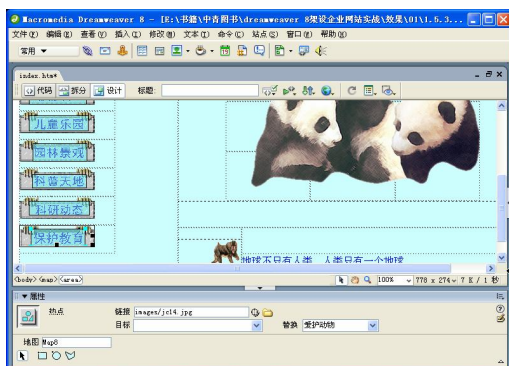 Macromedia Dreamweaver 8 - [E:\书籍\中青图书\dreamweaver 8架设企业网站实战\效果\01\1.5.3...
文件(F) 编辑(E) 查看(V) 插入(I) 修改(M) 文本(T) 命令(C) 站点(S) 窗口(W) 帮助(H)
常用
index.htm*
代码 拆分 设计 标题:
儿童乐园
园林景观
科普天地
科研动态
保护教育
地球不只有人类，人类只有一个地球
<body> <map> <area> 100% 778 x 274 7 K / 1 秒
属性
热点 链接 images/jcl4.jpg
目标 替换 爱护动物
地图 Map8